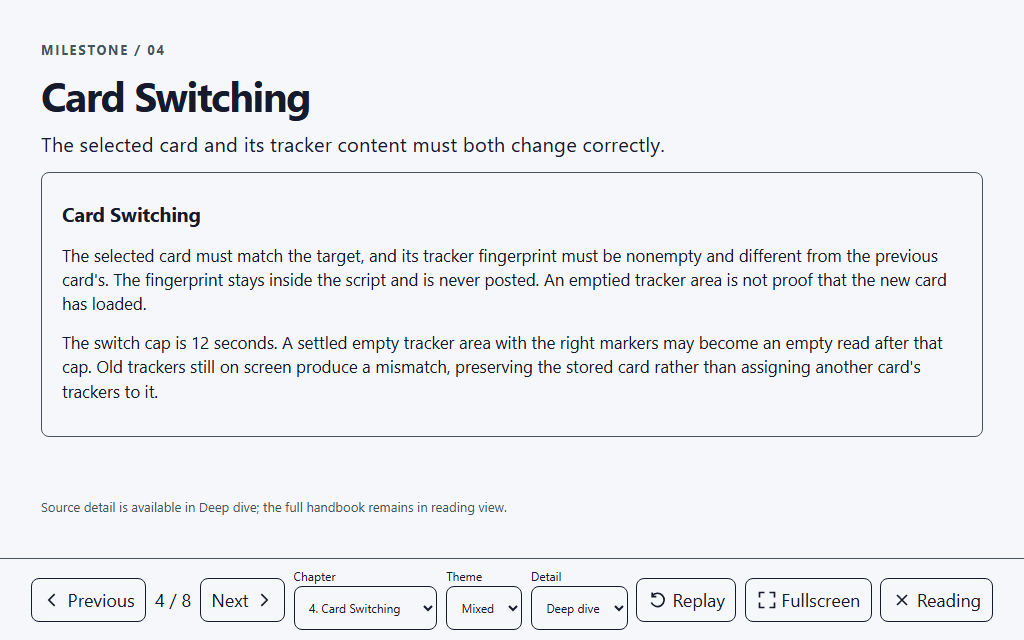 MILESTONE / 04
Card Switching
The selected card and its tracker content must both change correctly.
Card Switching
The selected card must match the target, and its tracker fingerprint must be nonempty and different from the previous
card's. The fingerprint stays inside the script and is never posted. An emptied tracker area is not proof that the new card
has loaded.
The switch cap is 12 seconds. A settled empty tracker area with the right markers may become an empty read after that
cap. Old trackers still on screen produce a mismatch, preserving the stored card rather than assigning another card's
trackers to it.
Source detail is available in Deep dive; the full handbook remains in reading view.
Chapter Theme Detail
Previous 4 / 8 Next 4. Card Switching Mixed Deep dive Replay Fullscreen Reading